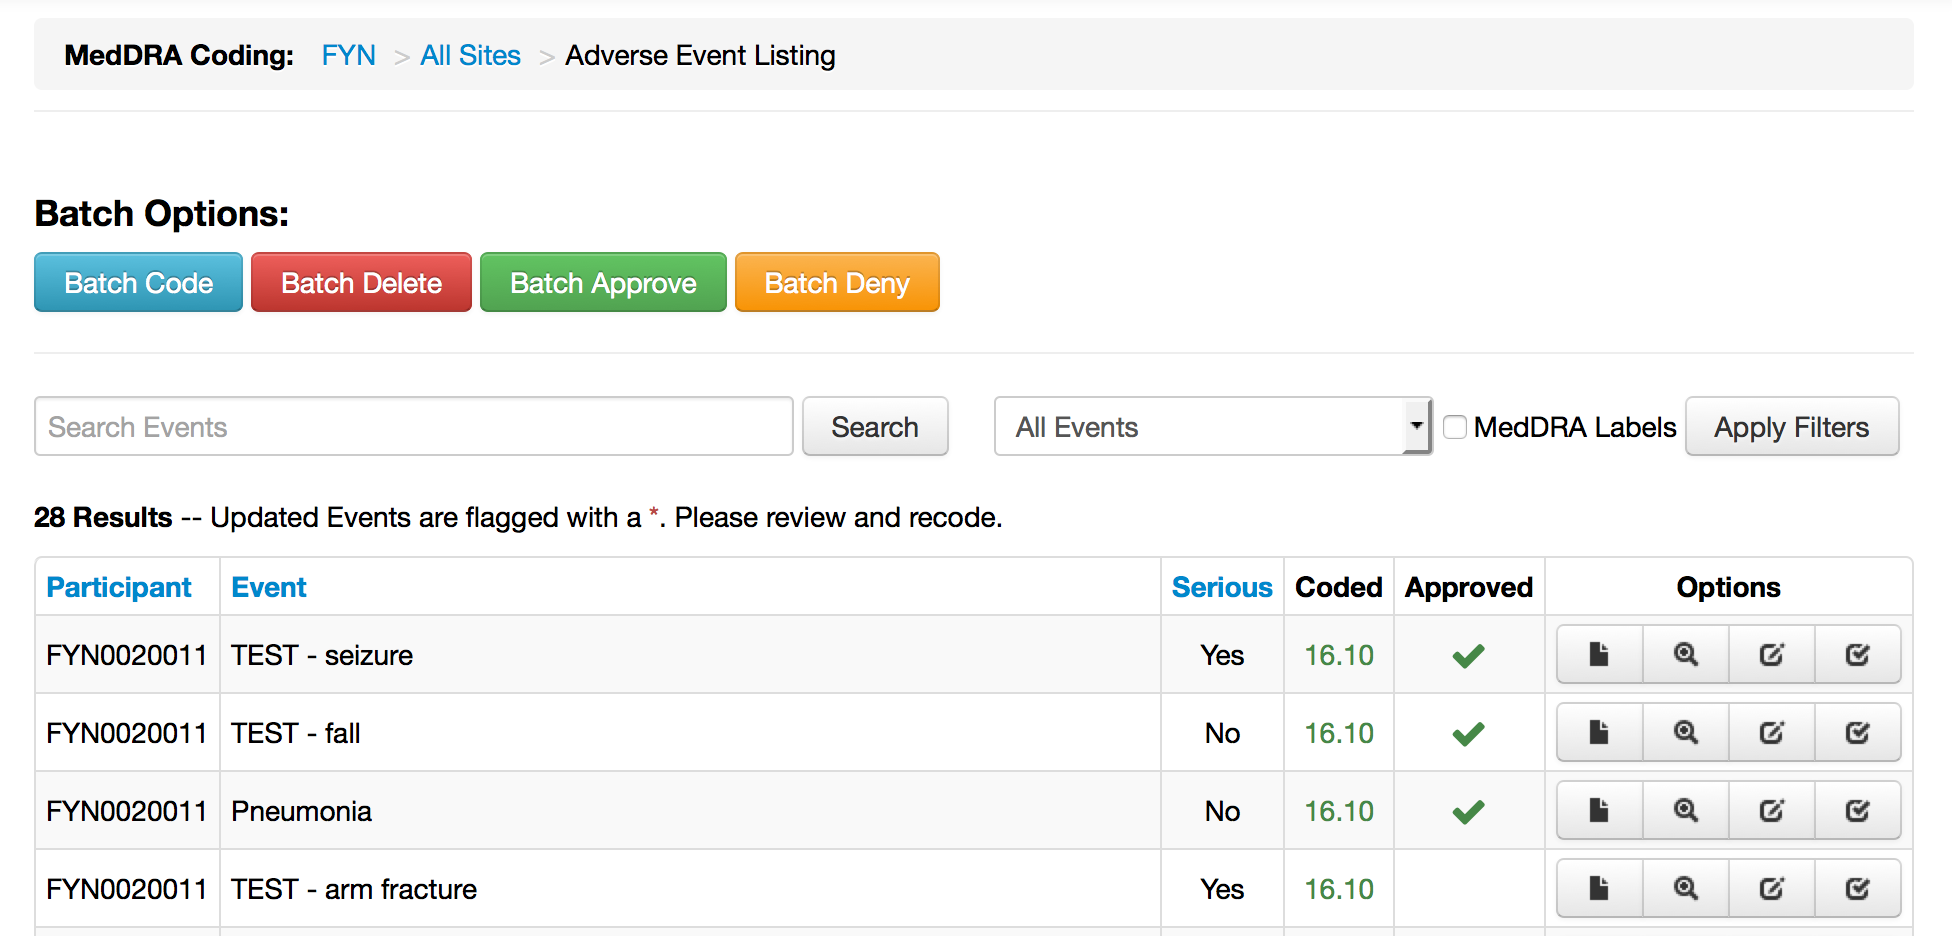 MedDRA Coding: FYN > All Sites > Adverse Event Listing
Batch Options:
Batch Code Batch Delete Batch Approve Batch Deny
Search Events Search All Events MedDRA Labels Apply Filters
28 Results -- Updated Events are flagged with a *. Please review and recode.
Participant Event Serious Coded Approved Options
FYN0020011 TEST - seizure Yes 16.10
FYN0020011 TEST - fall No 16.10
FYN0020011 Pneumonia No 16.10
FYN0020011 TEST - arm fracture Yes 16.10